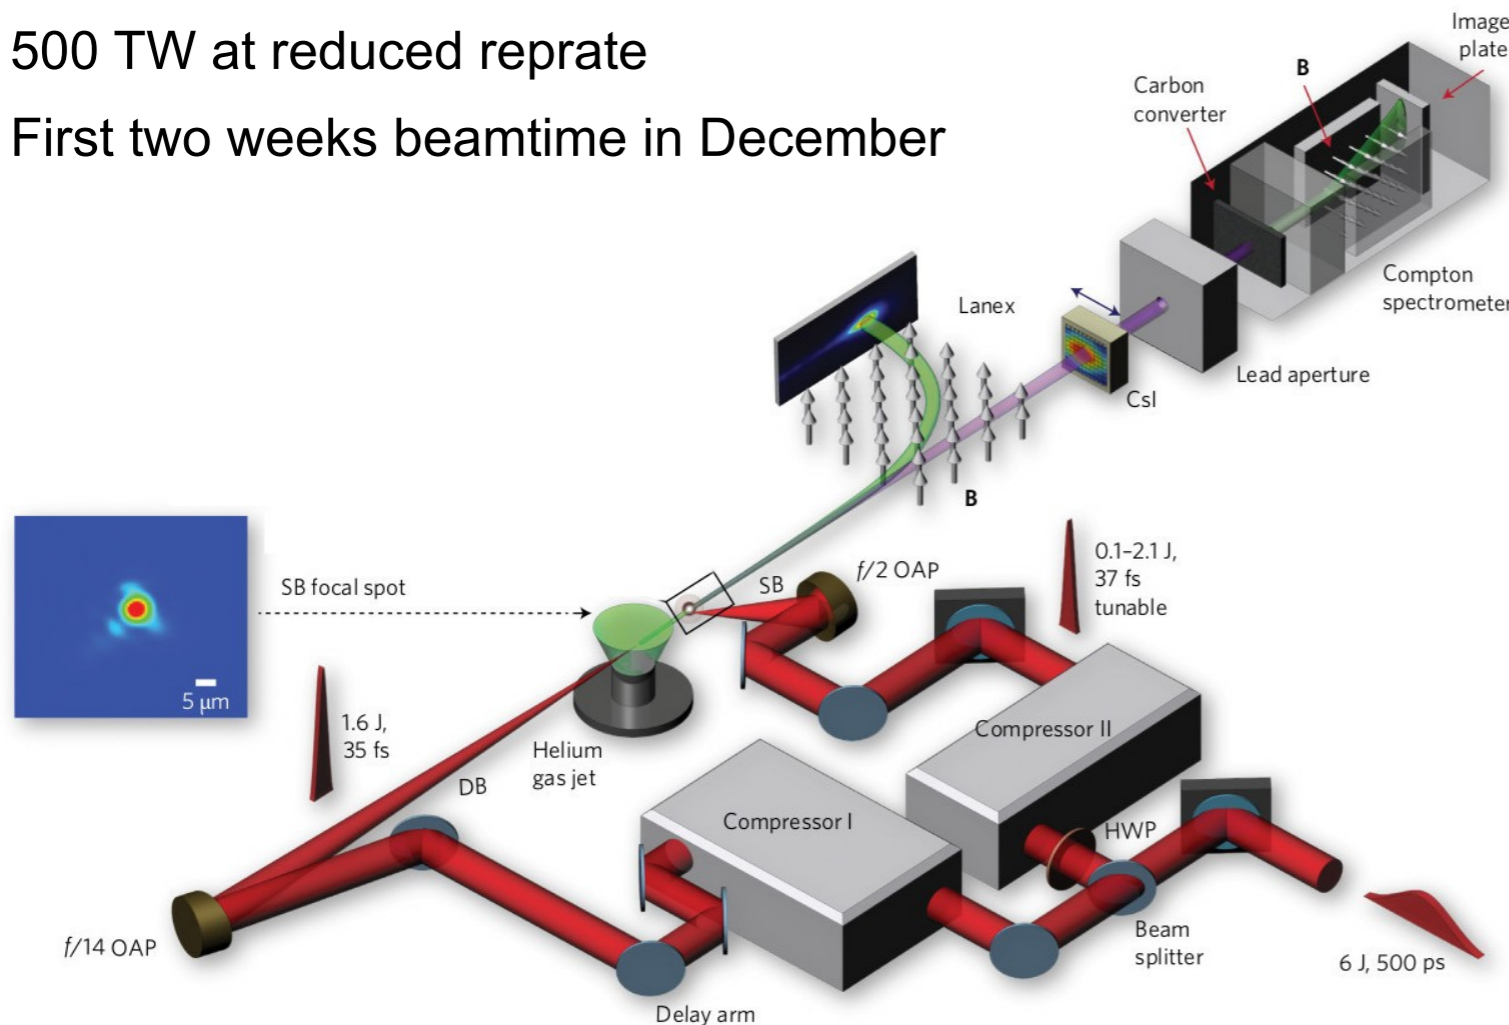 500 TW at reduced reprate
First two weeks beamtime in December
Image
plate
B
Carbon
converter
Compton
spectrometer
Lanex
Lead aperture
CsI
B
0.1–2.1 J,
37 fs
tunable
f/2 OAP
SB
SB focal spot
5 µm
1.6 J,
35 fs
Helium
gas jet
DB
Compressor II
Compressor I
HWP
Beam
splitter
6 J, 500 ps
f/14 OAP
Delay arm